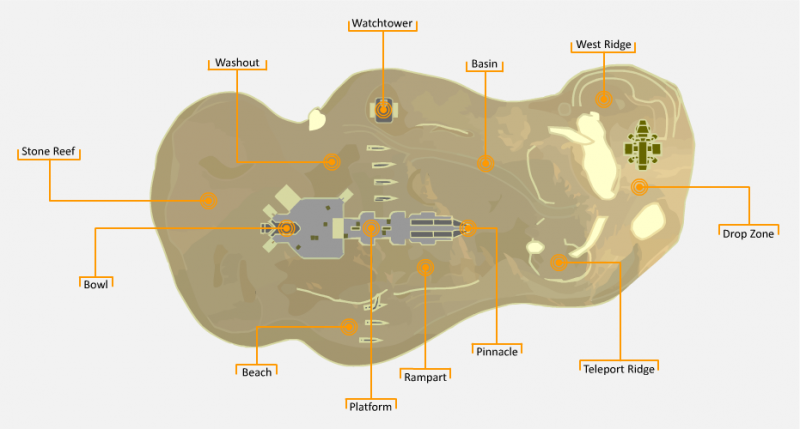 Watchtower
West Ridge
Washout
Basin
Stone Reef
Drop Zone
Bowl
Pinnacle
Teleport Ridge
Beach
Rampart
Platform